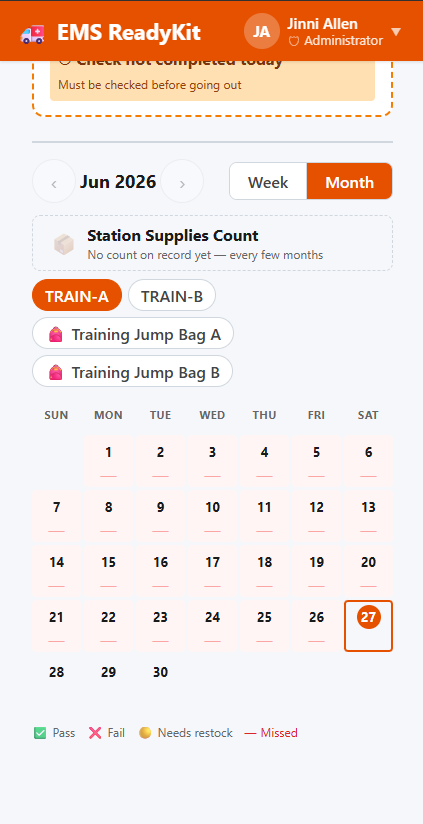 EMS ReadyKit
JA
Jinni Allen
Administrator
Check not completed today
Must be checked before going out
‹ Jun 2026 ›
Week Month
Station Supplies Count
No count on record yet — every few months
TRAIN-A TRAIN-B
Training Jump Bag A
Training Jump Bag B
SUN MON TUE WED THU FRI SAT
1 2 3 4 5 6
— — — — — —
7 8 9 10 11 12 13
— — — — — — —
14 15 16 17 18 19 20
— — — — — — —
21 22 23 24 25 26 27
— — — — — —
28 29 30
Pass Fail Needs restock — Missed